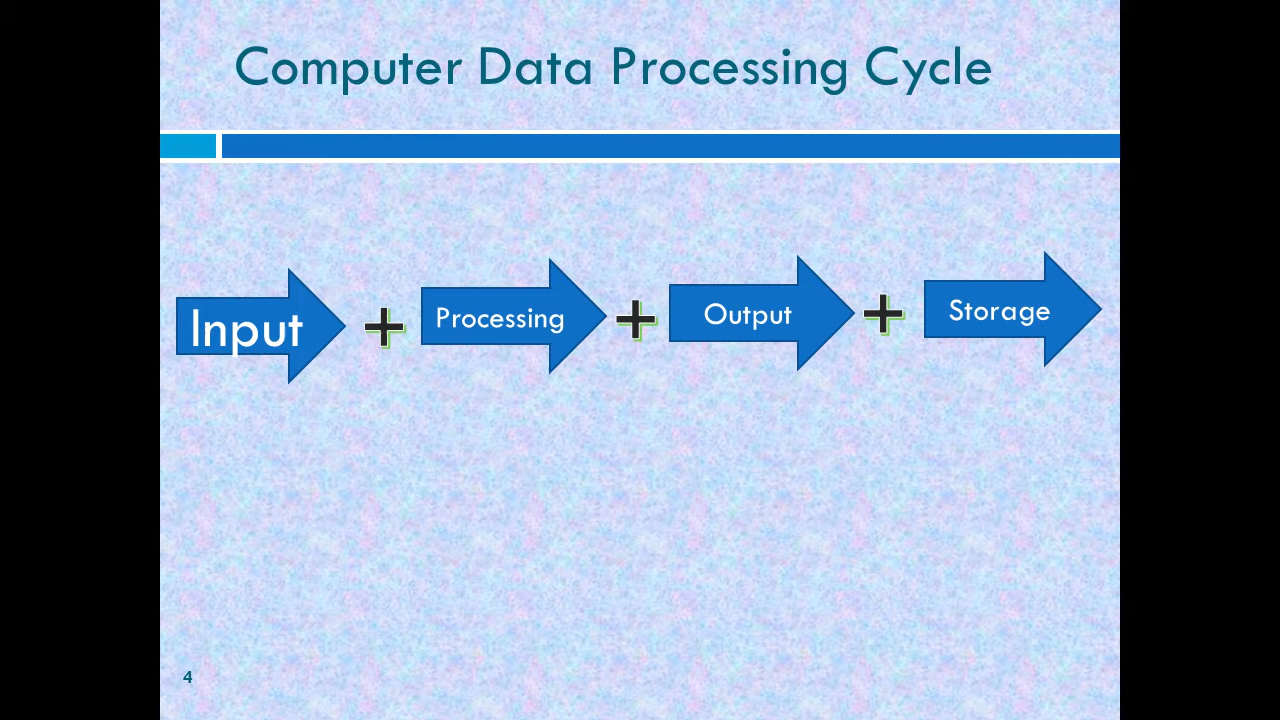 Computer Data Processing Cycle
Input + Processing + Output + Storage
4